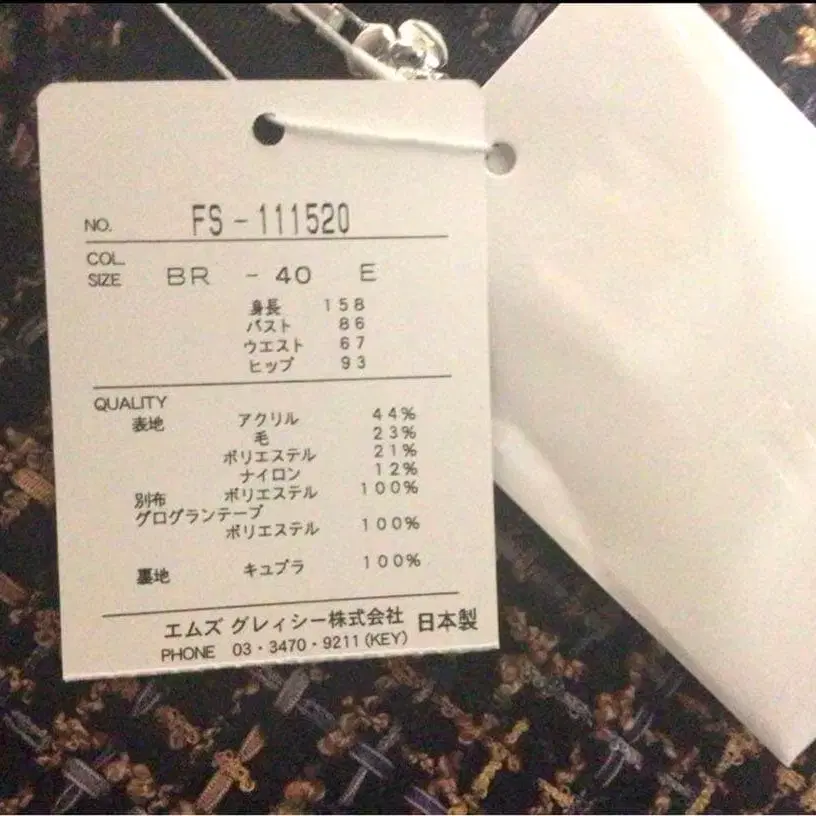 NO. FS-111520
COL.
SIZE BR - 40 E
身長 158
バスト 86
ウエスト 67
ヒップ 93
QUALITY
表地 アクリル 44%
毛 23%
ポリエステル 21%
ナイロン 12%
別布 ポリエステル 100%
グログランテープ
ポリエステル 100%
裏地 キュプラ 100%
エムズ グレィシー株式会社 日本製
PHONE 03・3470・9211(KEY)